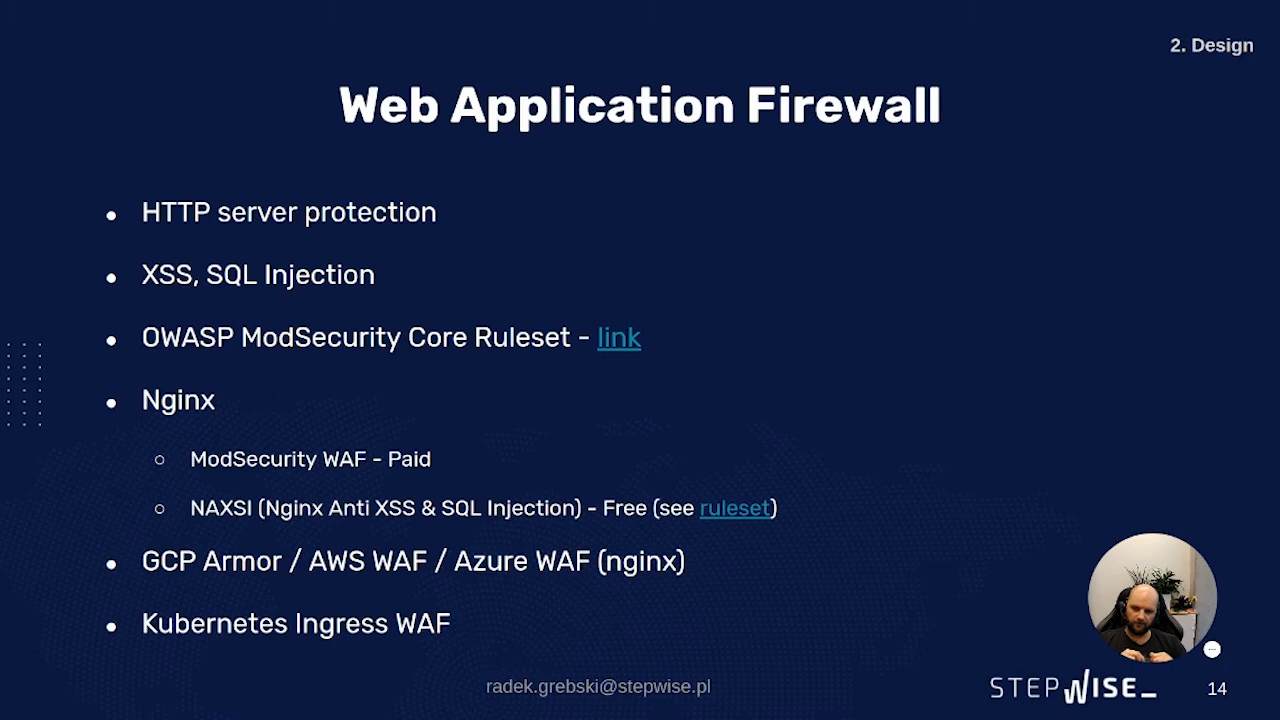 2. Design
Web Application Firewall
● HTTP server protection
● XSS, SQL Injection
● OWASP ModSecurity Core Ruleset - link
● Nginx
○ ModSecurity WAF - Paid
○ NAXSI (Nginx Anti XSS & SQL Injection) - Free (see ruleset)
● GCP Armor / AWS WAF / Azure WAF (nginx)
● Kubernetes Ingress WAF
radek.grebski@stepwise.pl
STEPWISE_
14